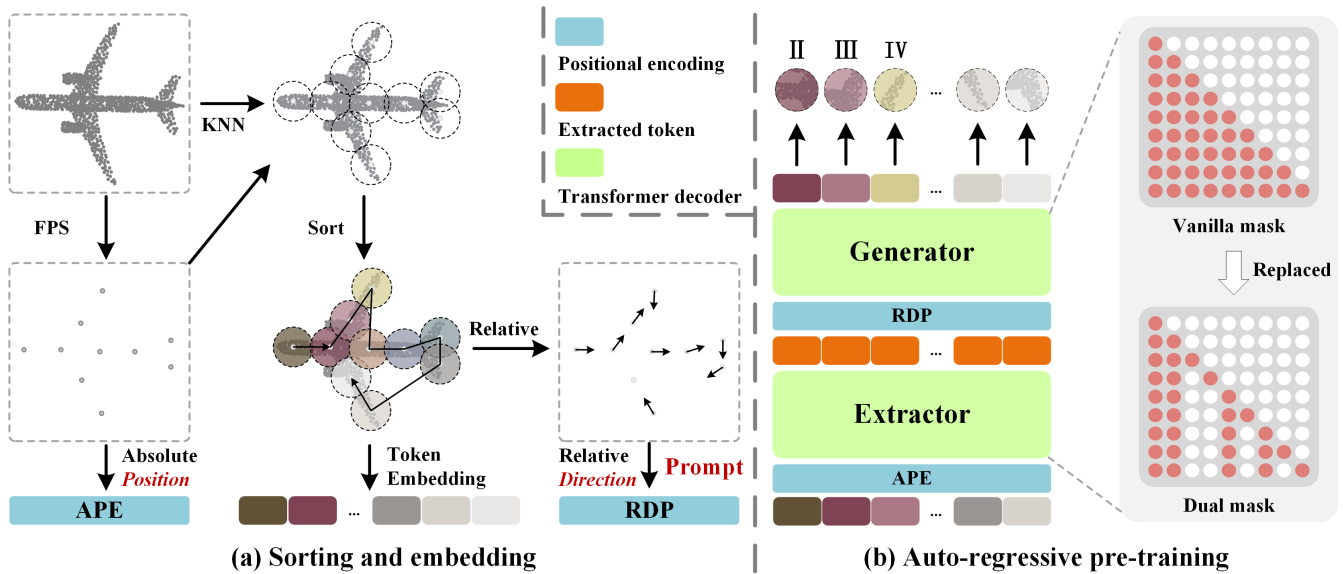 KNN
FPS
Sort
Relative
Absolute
Position
Token
Embedding
Relative
Direction
Prompt
APE
RDP
(a) Sorting and embedding
Positional encoding
Extracted token
Transformer decoder
II
III
IV
...
...
Generator
RDP
...
Extractor
APE
...
...
(b) Auto-regressive pre-training
Vanilla mask
Replaced
Dual mask